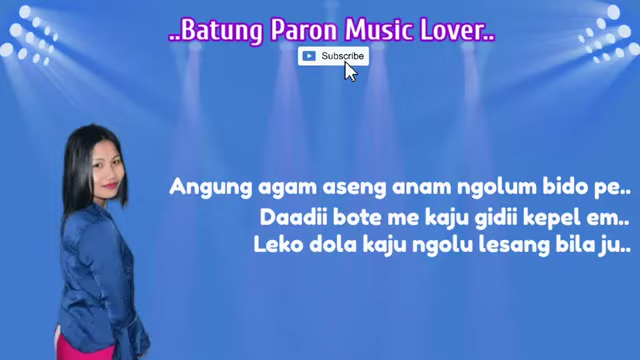 ..Batung Paron Music Lover..
Subscribe
Angung agam aseng anam ngolum bido pe..
Daadii bote me kaju gidii kepel em..
Leko dola kaju ngolu lesang bila ju..